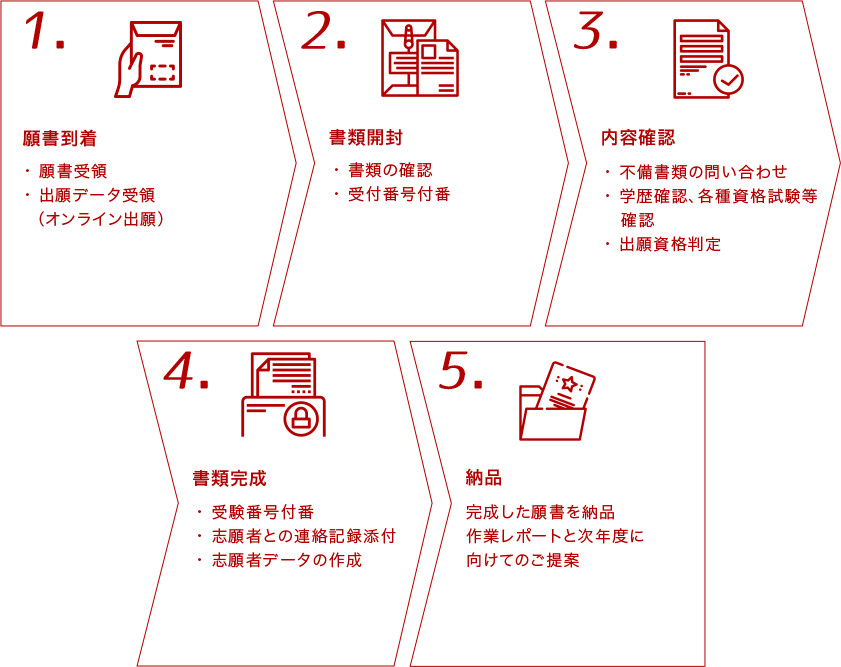 1.
願書到着
・ 願書受領
・ 出願データ受領
（オンライン出願）
2.
書類開封
・ 書類の確認
・ 受付番号付番
3.
内容確認
・ 不備書類の問い合わせ
・ 学歴確認、各種資格試験等
確認
・ 出願資格判定
4.
書類完成
・ 受験番号付番
・ 志願者との連絡記録添付
・ 志願者データの作成
5.
納品
完成した願書を納品
作業レポートと次年度に
向けてのご提案